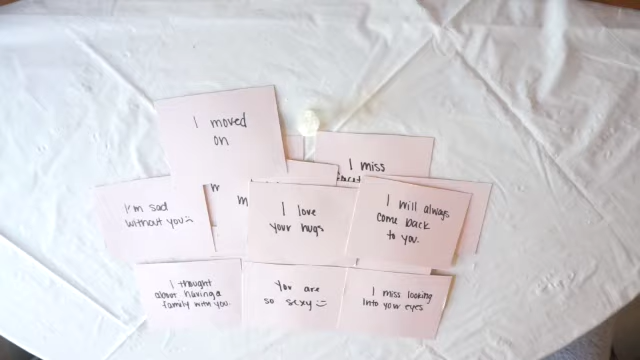 I moved
on
I miss
I'm sad
without you :(
m
m
I love
your hugs
I will always
come back
to you.
I thought
about having a
family with you.
You are
so sexy :)
I miss looking
into your eyes